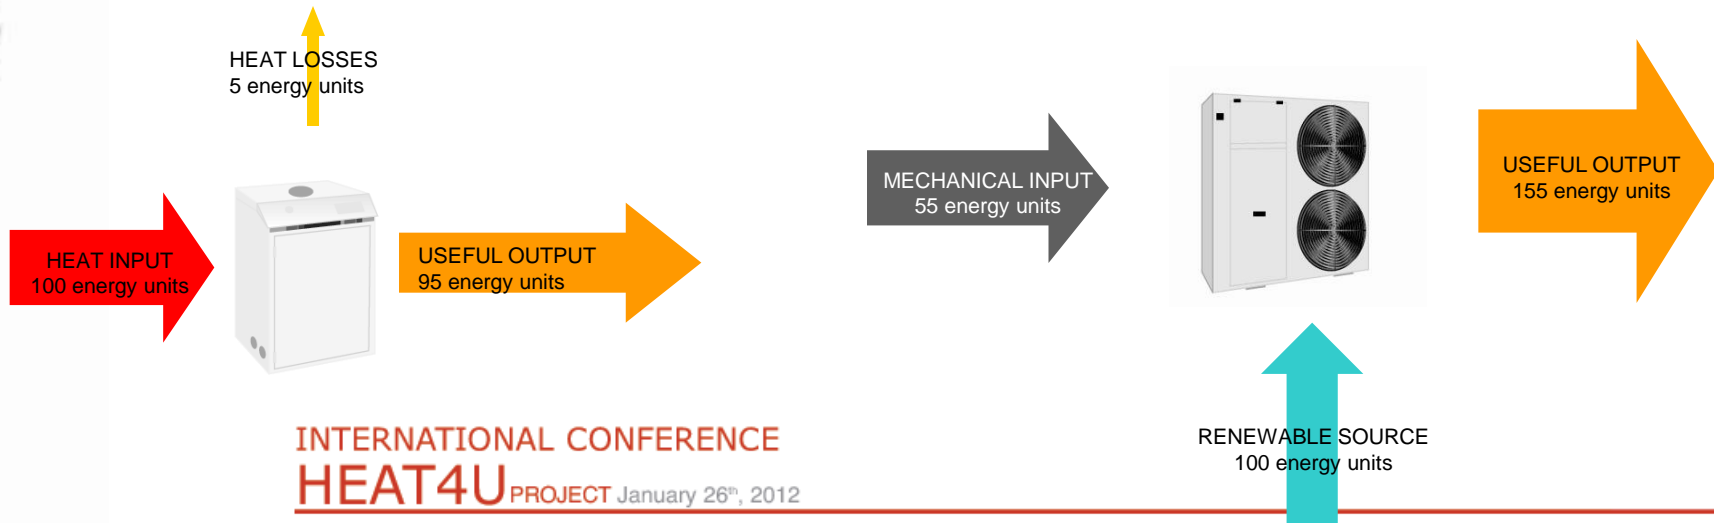 HEAT LOSSES
5 energy units
HEAT INPUT
100 energy units
USEFUL OUTPUT
95 energy units
MECHANICAL INPUT
55 energy units
USEFUL OUTPUT
155 energy units
RENEWABLE SOURCE
100 energy units
INTERNATIONAL CONFERENCE
HEAT4U PROJECT January 26th, 2012